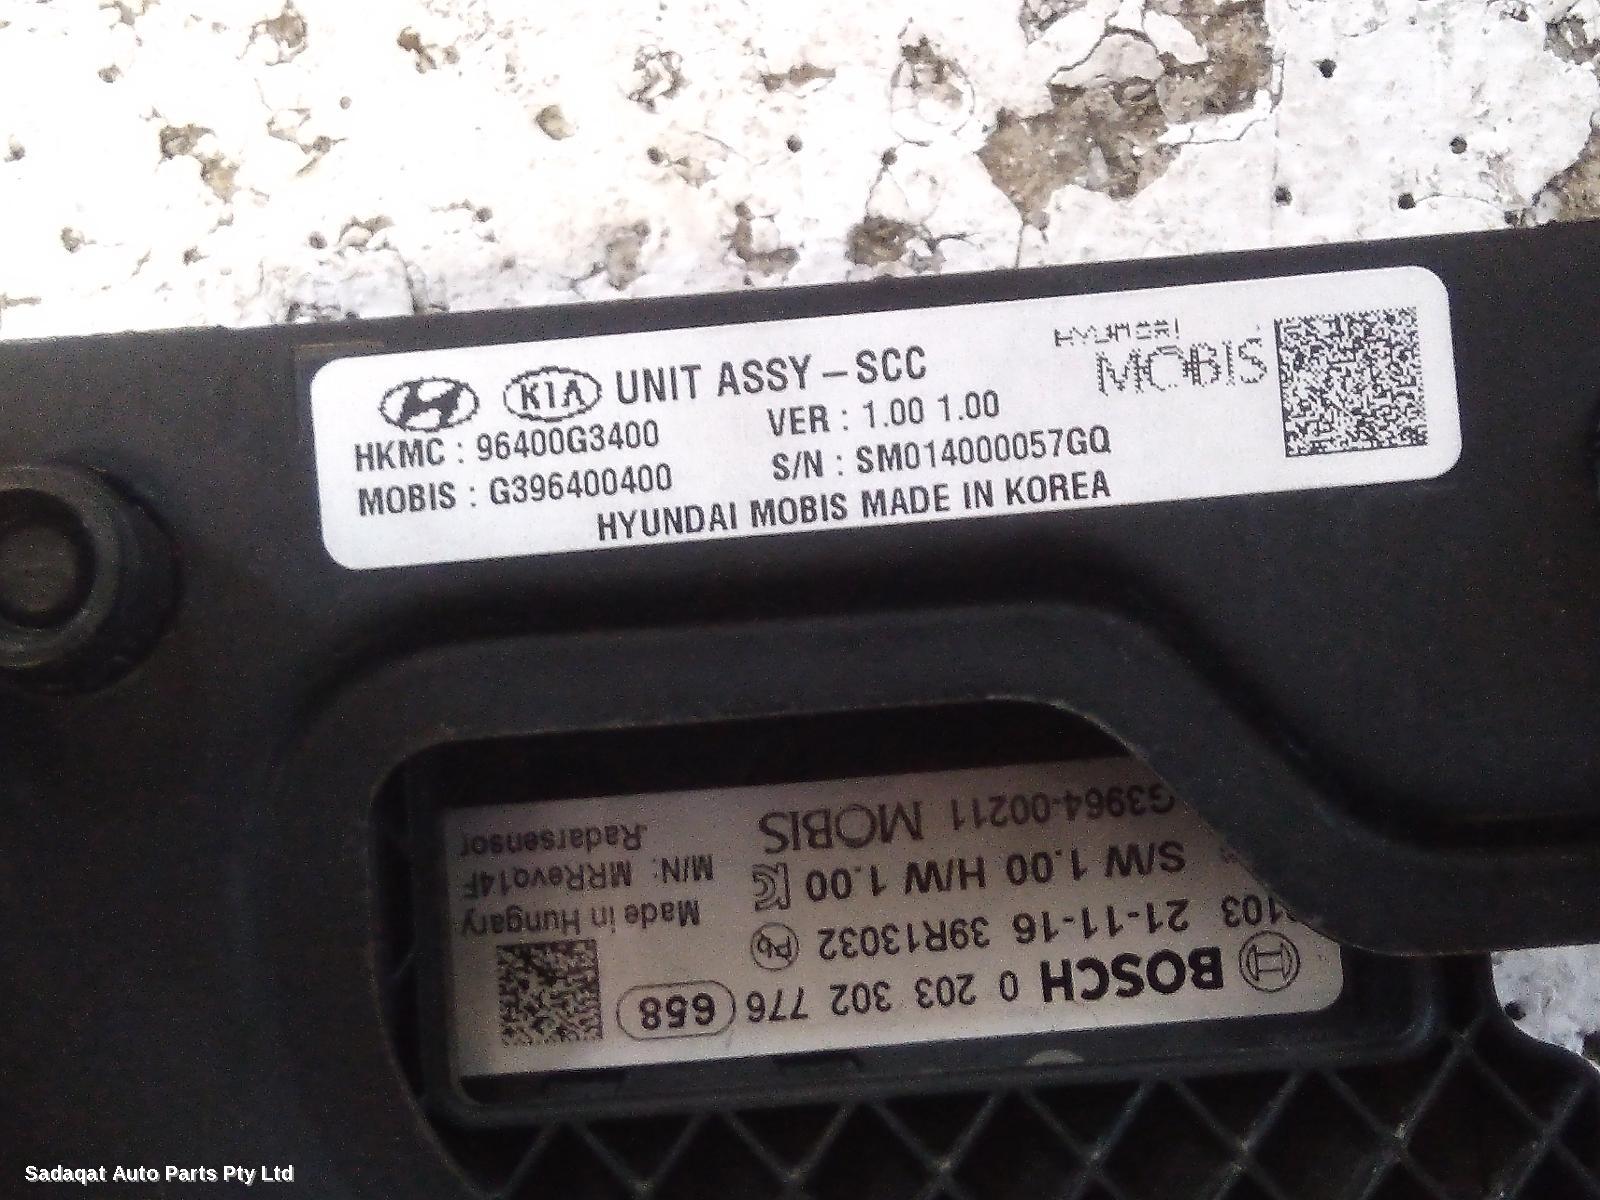 KIA UNIT ASSY - SCC
HYUNDAI
MOBIS
HKMC : 96400G3400 VER : 1.00 1.00
MOBIS : G396400400 S/N : SM014000057GQ
HYUNDAI MOBIS MADE IN KOREA
BOSCH 0 203 302 776 658
21-11-16 39R13032 Pb
S/W 1.00 H/W 1.00
G3964-00211 MOBIS
Made in Hungary
M/N: MRRevo14F
Radarsensor
Sadaqat Auto Parts Pty Ltd